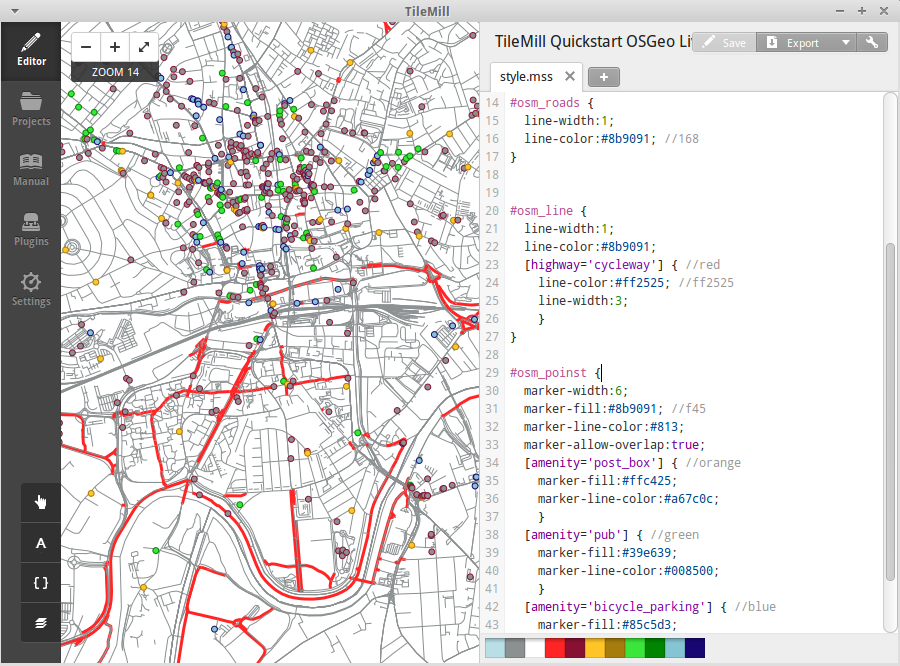 TileMill
Editor
Projects
Manual
Plugins
Settings
A
{ }
− +
ZOOM 14
TileMill Quickstart OSGeo Li
Save
Export
style.mss ✕
+
14 #osm_roads {
15 line-width:1;
16 line-color:#8b9091; //168
17 }
18
19
20 #osm_line {
21 line-width:1;
22 line-color:#8b9091;
23 [highway='cycleway'] { //red
24 line-color:#ff2525; //ff2525
25 line-width:3;
26 }
27 }
28
29 #osm_poinst {
30 marker-width:6;
31 marker-fill:#8b9091; //f45
32 marker-line-color:#813;
33 marker-allow-overlap:true;
34 [amenity='post_box'] { //orange
35 marker-fill:#ffc425;
36 marker-line-color:#a67c0c;
37 }
38 [amenity='pub'] { //green
39 marker-fill:#39e639;
40 marker-line-color:#008500;
41 }
42 [amenity='bicycle_parking'] { //blue
43 marker-fill:#85c5d3;